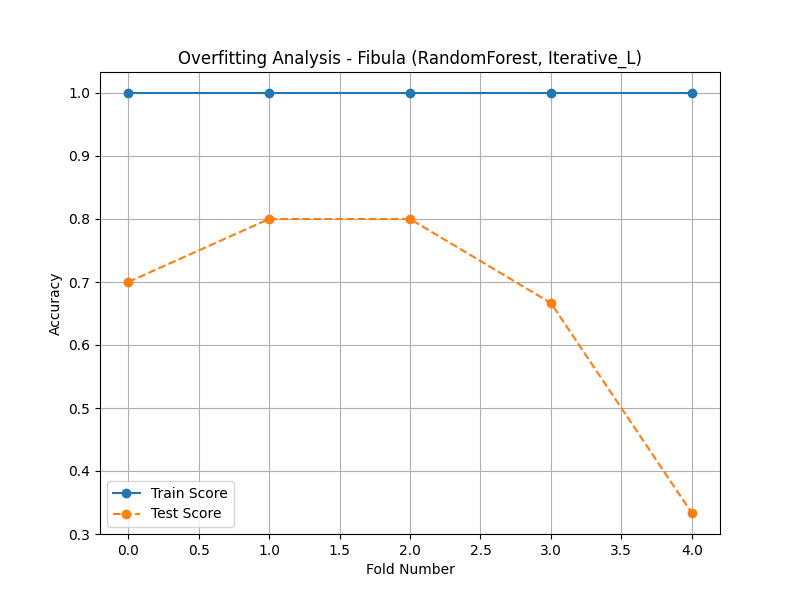 Overfitting Analysis - Fibula (RandomForest, Iterative_L)
Accuracy
1.0
0.9
0.8
0.7
0.6
0.5
0.4
0.3
Train Score
Test Score
0.0 0.5 1.0 1.5 2.0 2.5 3.0 3.5 4.0
Fold Number